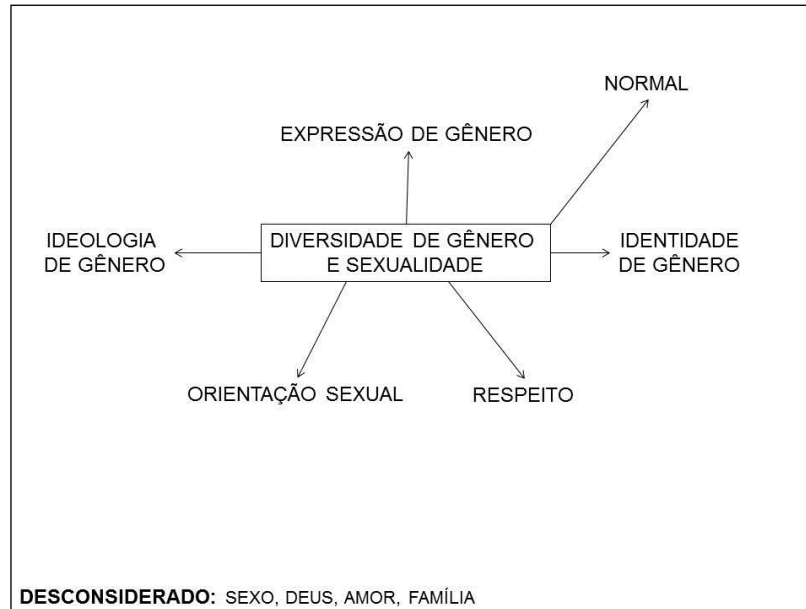 NORMAL
EXPRESSÃO DE GÊNERO
IDEOLOGIA
DE GÊNERO
DIVERSIDADE DE GÊNERO
E SEXUALIDADE
IDENTIDADE
DE GÊNERO
ORIENTAÇÃO SEXUAL
RESPEITO
DESCONSIDERADO: SEXO, DEUS, AMOR, FAMÍLIA